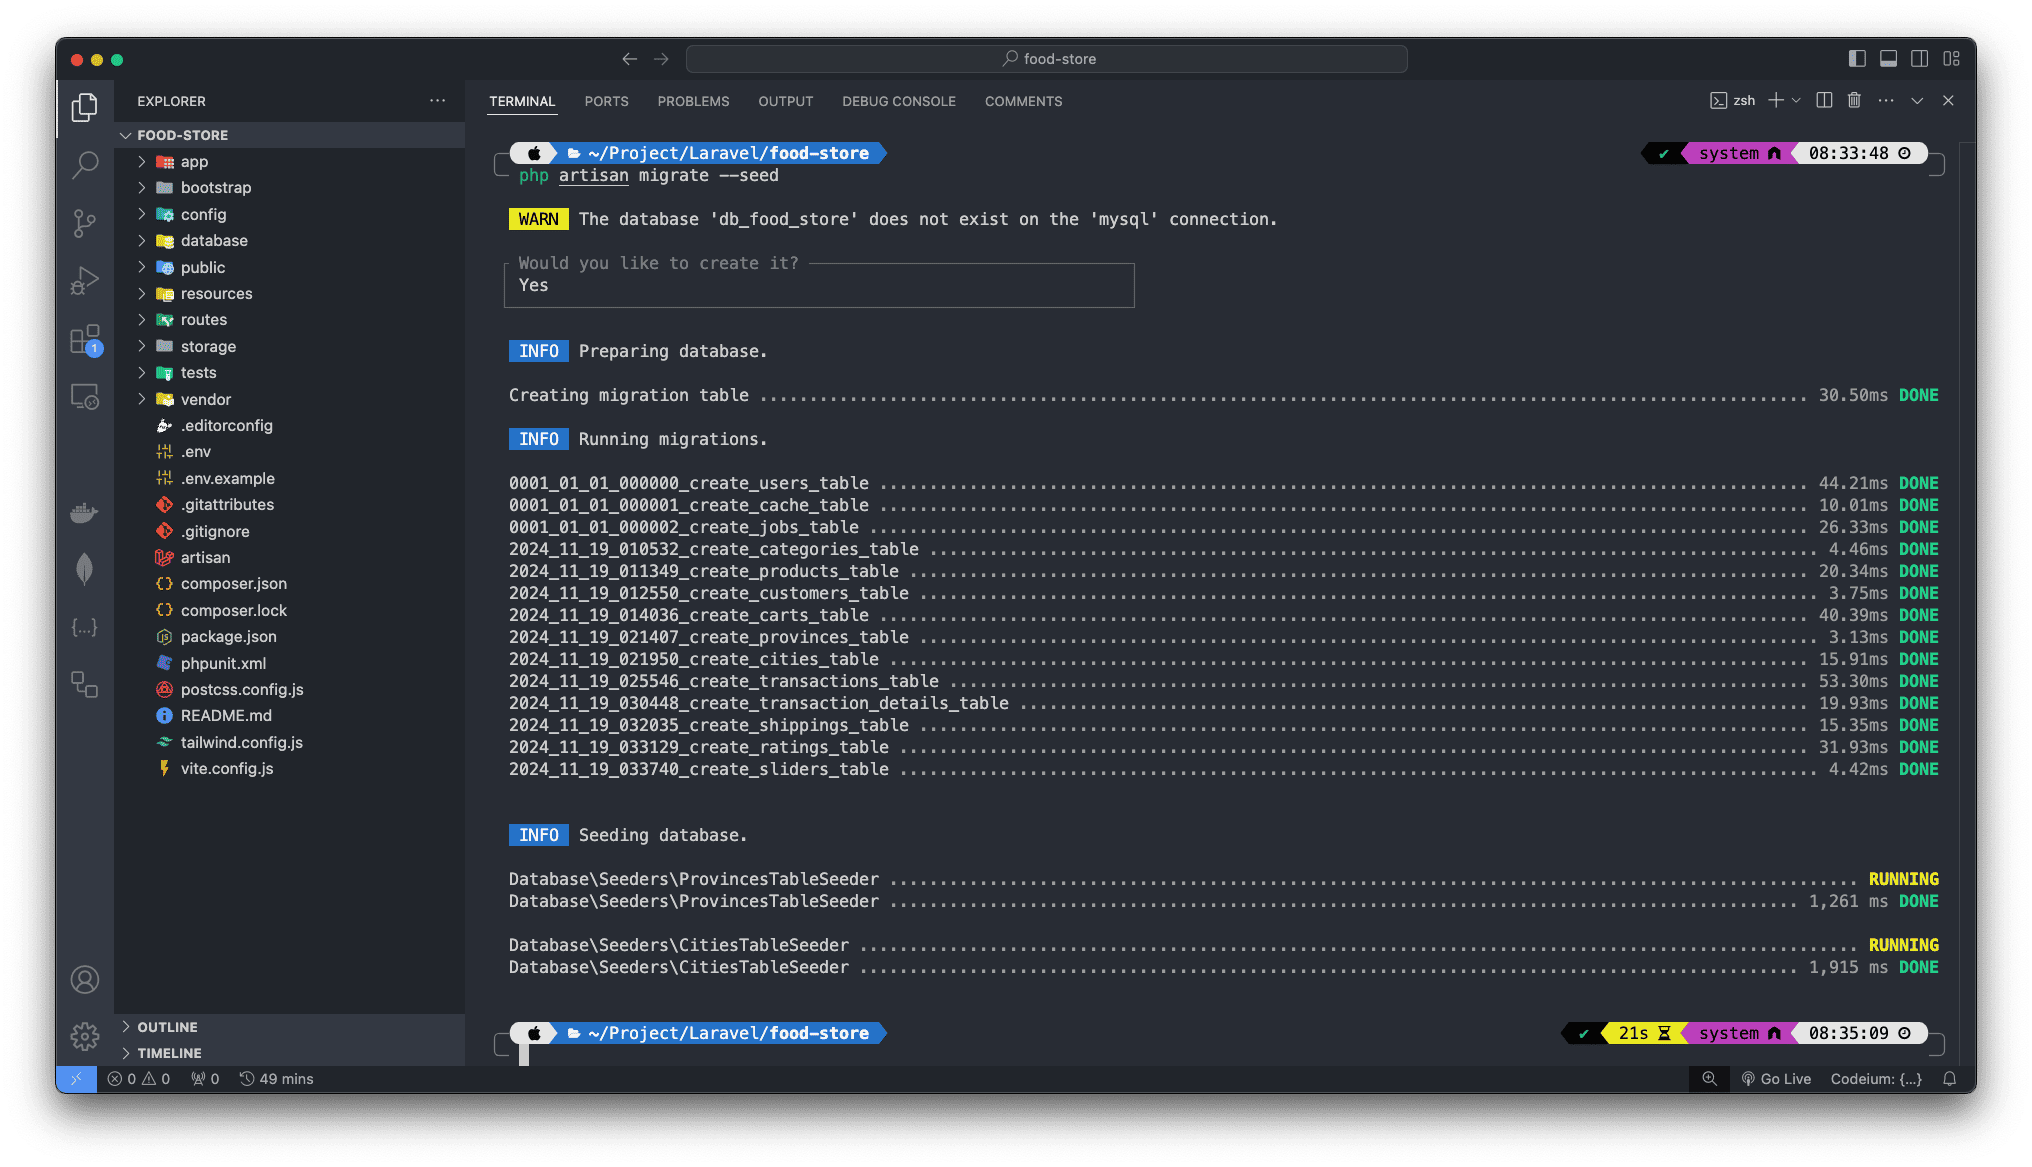 food-store
EXPLORER
FOOD-STORE
app
bootstrap
config
database
public
resources
routes
storage
tests
vendor
.editorconfig
.env
.env.example
.gitattributes
.gitignore
artisan
composer.json
composer.lock
package.json
phpunit.xml
postcss.config.js
README.md
tailwind.config.js
vite.config.js
OUTLINE
TIMELINE
1
TERMINAL PORTS PROBLEMS OUTPUT DEBUG CONSOLE COMMENTS zsh
~/Project/Laravel/food-store ✔ system 08:33:48
php artisan migrate --seed
WARN The database 'db_food_store' does not exist on the 'mysql' connection.
Would you like to create it?
Yes
INFO Preparing database.
Creating migration table ........ 30.50ms DONE
INFO Running migrations.
0001_01_01_000000_create_users_table ........ 44.21ms DONE
0001_01_01_000001_create_cache_table ........ 10.01ms DONE
0001_01_01_000002_create_jobs_table ........ 26.33ms DONE
2024_11_19_010532_create_categories_table ........ 4.46ms DONE
2024_11_19_011349_create_products_table ........ 20.34ms DONE
2024_11_19_012550_create_customers_table ........ 3.75ms DONE
2024_11_19_014036_create_carts_table ........ 40.39ms DONE
2024_11_19_021407_create_provinces_table ........ 3.13ms DONE
2024_11_19_021950_create_cities_table ........ 15.91ms DONE
2024_11_19_025546_create_transactions_table ........ 53.30ms DONE
2024_11_19_030448_create_transaction_details_table ........ 19.93ms DONE
2024_11_19_032035_create_shippings_table ........ 15.35ms DONE
2024_11_19_033129_create_ratings_table ........ 31.93ms DONE
2024_11_19_033740_create_sliders_table ........ 4.42ms DONE
INFO Seeding database.
Database\Seeders\ProvincesTableSeeder ........ RUNNING
Database\Seeders\ProvincesTableSeeder ........ 1,261 ms DONE
Database\Seeders\CitiesTableSeeder ........ RUNNING
Database\Seeders\CitiesTableSeeder ........ 1,915 ms DONE
~/Project/Laravel/food-store ✔ 21s system 08:35:09
0 0 0 49 mins Go Live Codeium: {...}